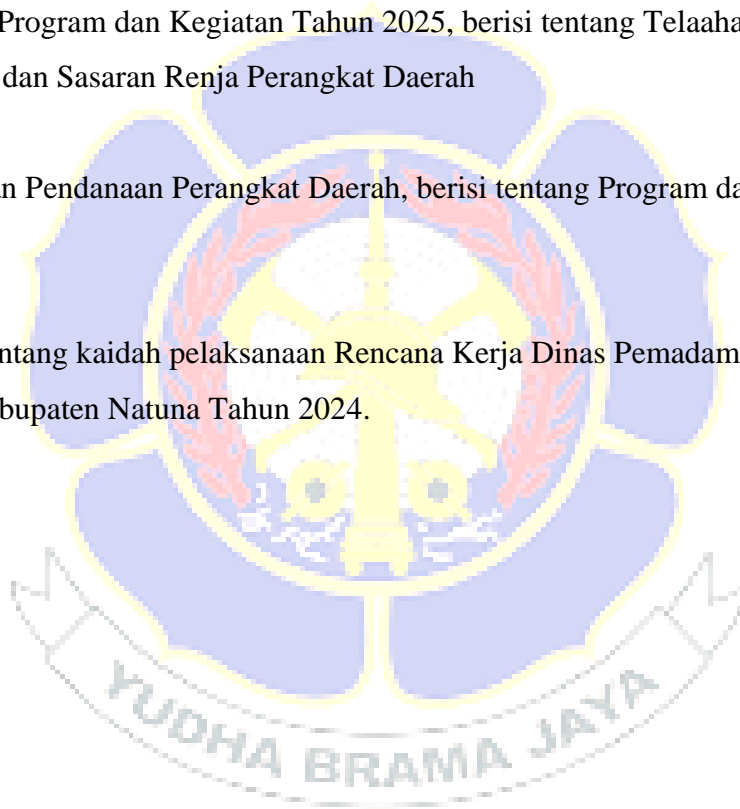 Program dan Kegiatan Tahun 2025, berisi tentang Telaaha
dan Sasaran Renja Perangkat Daerah
an Pendanaan Perangkat Daerah, berisi tentang Program da
ntang kaidah pelaksanaan Rencana Kerja Dinas Pemadam
bupaten Natuna Tahun 2024.
YUDHA BRAMA JAYA